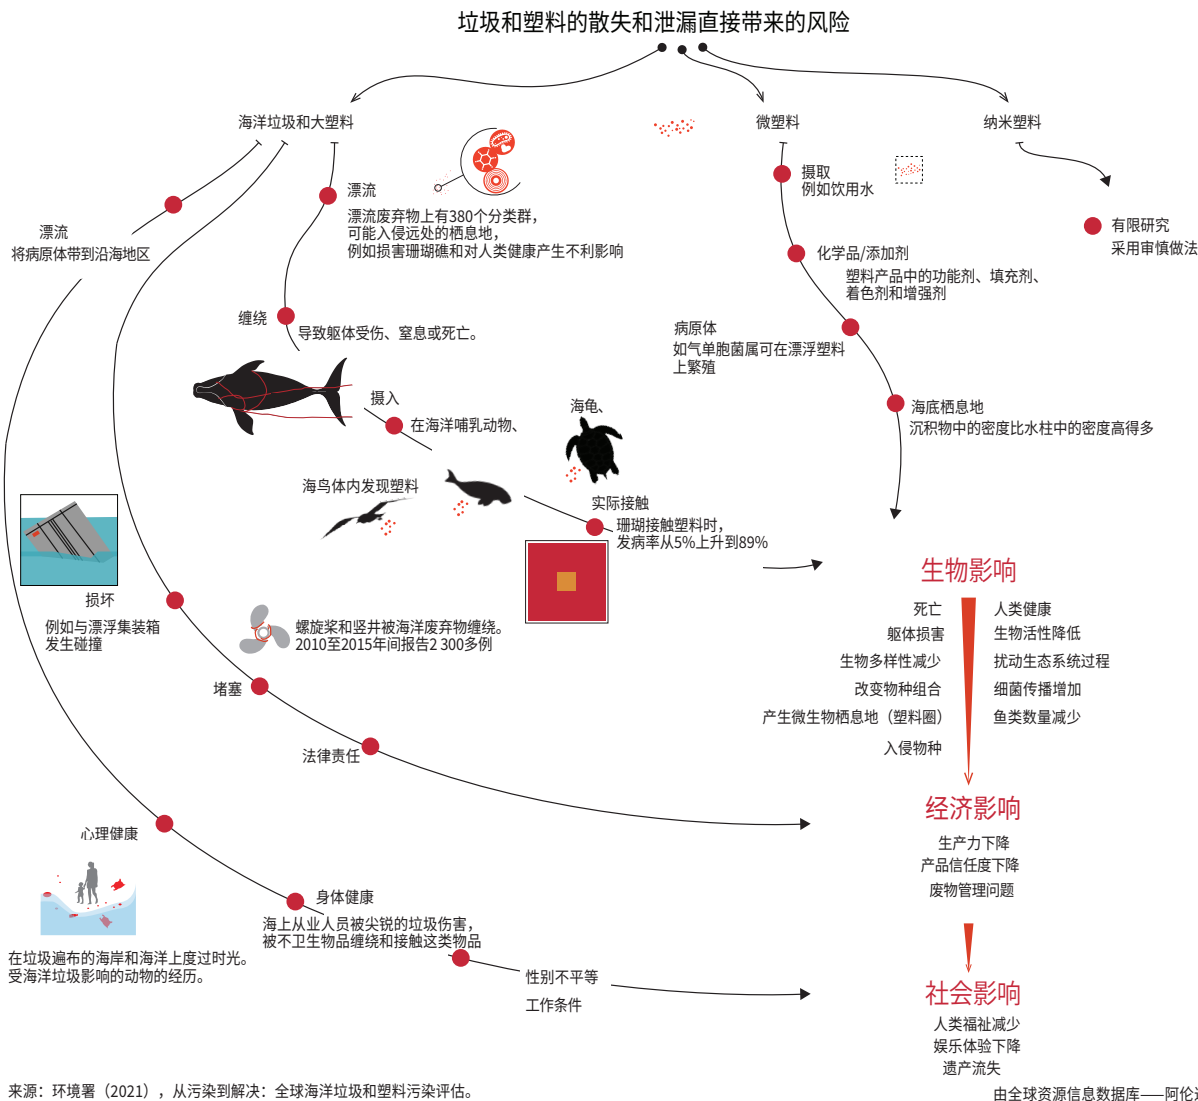 垃圾和塑料的散失和泄漏直接带来的风险
海洋垃圾和大塑料
微塑料
纳米塑料
漂流
将病原体带到沿海地区
漂流
漂流废弃物上有380个分类群，
可能入侵远处的栖息地，
例如损害珊瑚礁和对人类健康产生不利影响
摄取
例如饮用水
有限研究
采用审慎做法
化学品/添加剂
塑料产品中的功能剂、填充剂、
着色剂和增强剂
缠绕
导致躯体受伤、窒息或死亡。
病原体
如气单胞菌属可在漂浮塑料
上繁殖
摄入
在海洋哺乳动物、
海龟、
海底栖息地
沉积物中的密度比水柱中的密度高得多
海鸟体内发现塑料
实际接触
珊瑚接触塑料时，
发病率从5%上升到89%
损坏
例如与漂浮集装箱
发生碰撞
螺旋桨和竖井被海洋废弃物缠绕。
2010至2015年间报告2 300多例
堵塞
法律责任
生物影响
死亡
躯体损害
生物多样性减少
改变物种组合
产生微生物栖息地（塑料圈）
入侵物种
人类健康
生物活性降低
扰动生态系统过程
细菌传播增加
鱼类数量减少
经济影响
生产力下降
产品信任度下降
废物管理问题
心理健康
在垃圾遍布的海岸和海洋上度过时光。
受海洋垃圾影响的动物的经历。
身体健康
海上从业人员被尖锐的垃圾伤害，
被不卫生物品缠绕和接触这类物品
性别不平等
工作条件
社会影响
人类福祉减少
娱乐体验下降
遗产流失
来源：环境署（2021），从污染到解决：全球海洋垃圾和塑料污染评估。
由全球资源信息数据库——阿伦